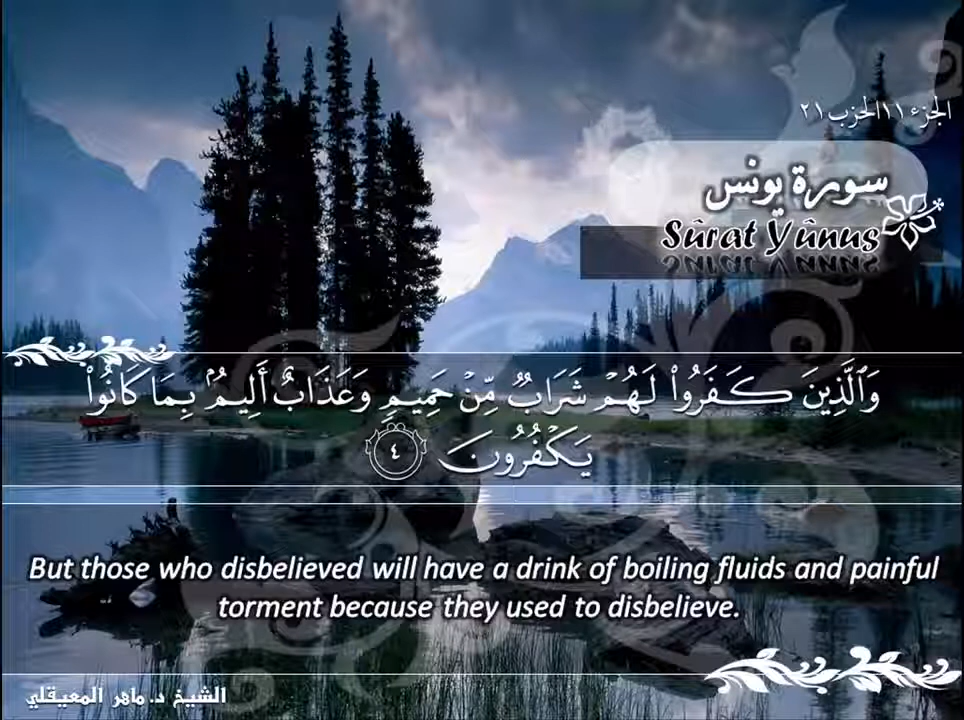 الجزء ١١ الحزب ٢١
سورة يونس
Sûrat Yûnus
وَٱلَّذِينَ كَفَرُوا۟ لَهُمْ شَرَابٌ مِّنْ حَمِيمٍ وَعَذَابٌ أَلِيمٌۢ بِمَا كَانُوا۟
يَكْفُرُونَ ٤
But those who disbelieved will have a drink of boiling fluids and painful
torment because they used to disbelieve.
الشيخ د. ماهر المعيقلي